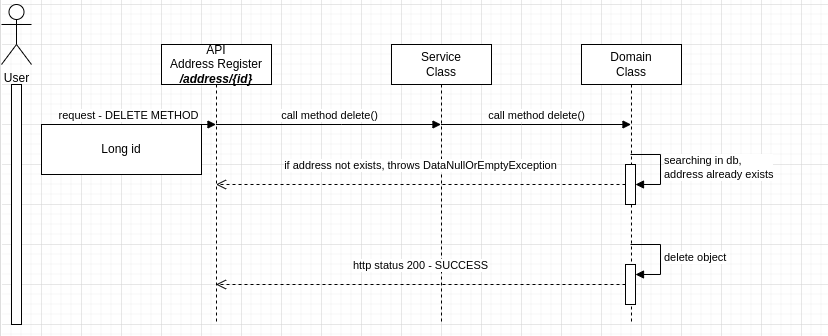 API
Address Register
/address/{id}
Service
Class
Domain
Class
User
request - DELETE METHOD
call method delete()
call method delete()
Long id
searching in db,
address already exists
if address not exists, throws DataNullOrEmptyException
delete object
http status 200 - SUCCESS